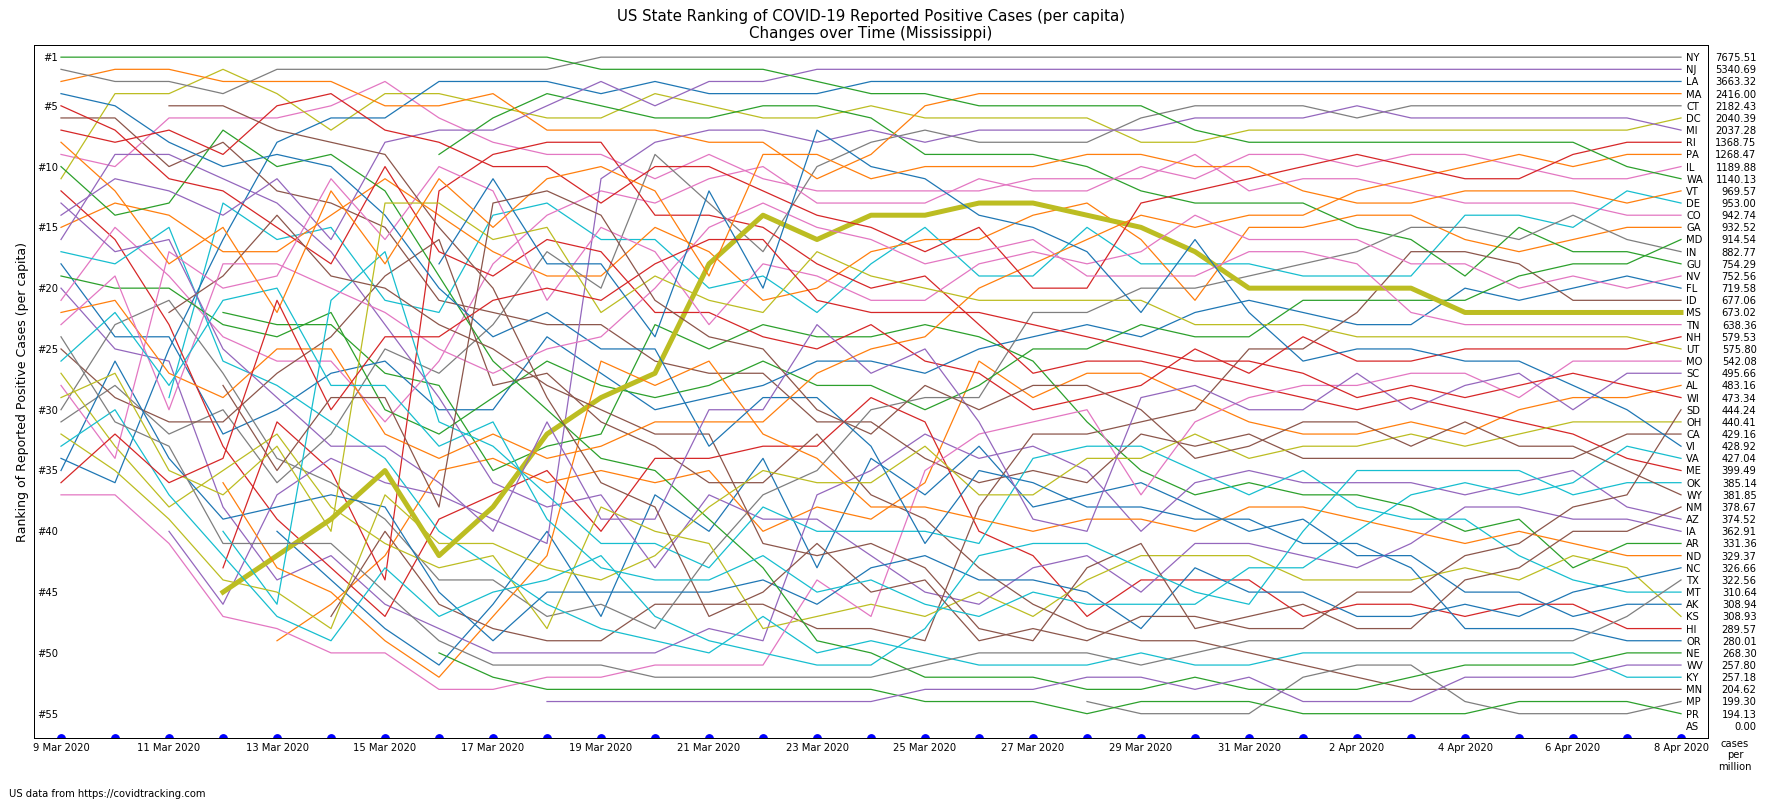 US State Ranking of COVID-19 Reported Positive Cases (per capita)
Changes over Time (Mississippi)
Ranking of Reported Positive Cases (per capita)
#1
#5
#10
#15
#20
#25
#30
#35
#40
#45
#50
#55
NY 7675.51
NJ 5340.69
LA 3663.32
MA 2416.00
CT 2182.43
DC 2040.39
MI 2037.28
RI 1368.75
PA 1268.47
IL 1189.88
WA 1140.13
VT 969.57
DE 953.00
CO 942.74
GA 932.52
MD 914.54
IN 882.77
GU 754.29
NV 752.56
FL 719.58
ID 677.06
MS 673.02
TN 638.36
NH 579.53
UT 575.80
MO 542.08
SC 495.66
AL 483.16
WI 473.34
SD 444.24
OH 440.41
CA 429.16
VI 428.92
VA 427.04
ME 399.49
OK 385.14
WY 381.85
NM 378.67
AZ 374.52
IA 362.91
AR 331.36
ND 329.37
NC 326.66
TX 322.56
MT 310.64
AK 308.94
KS 308.93
HI 289.57
OR 280.01
NE 268.30
WV 257.80
KY 257.18
MN 204.62
MP 199.30
PR 194.13
AS 0.00
9 Mar 2020 11 Mar 2020 13 Mar 2020 15 Mar 2020 17 Mar 2020 19 Mar 2020 21 Mar 2020 23 Mar 2020 25 Mar 2020 27 Mar 2020 29 Mar 2020 31 Mar 2020 2 Apr 2020 4 Apr 2020 6 Apr 2020 8 Apr 2020
cases
per
million
US data from https://covidtracking.com